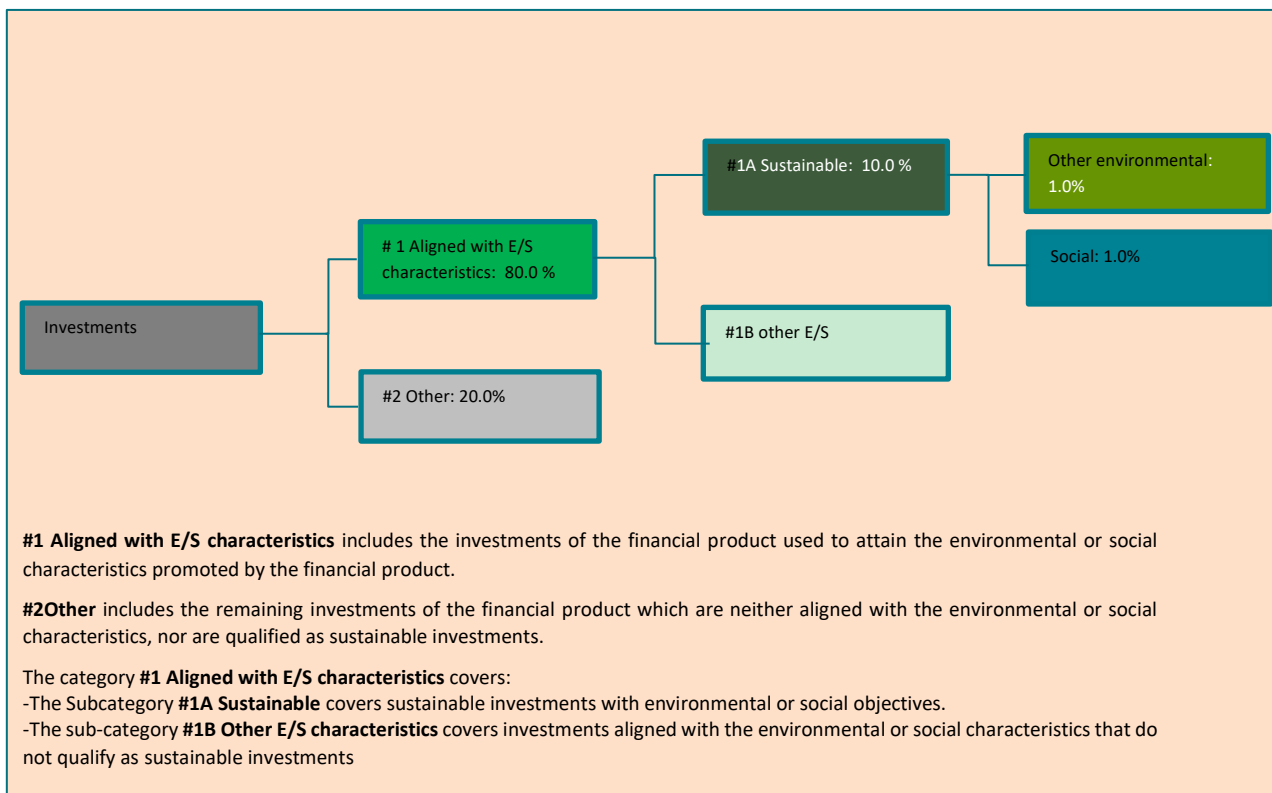 #1A Sustainable: 10.0 %
Other environmental:
1.0%
# 1 Aligned with E/S
characteristics: 80.0 %
Social: 1.0%
Investments
#1B other E/S
#2 Other: 20.0%
#1 Aligned with E/S characteristics includes the investments of the financial product used to attain the environmental or social
characteristics promoted by the financial product.
#2Other includes the remaining investments of the financial product which are neither aligned with the environmental or social
characteristics, nor are qualified as sustainable investments.
The category #1 Aligned with E/S characteristics covers:
-The Subcategory #1A Sustainable covers sustainable investments with environmental or social objectives.
-The sub-category #1B Other E/S characteristics covers investments aligned with the environmental or social characteristics that do
not qualify as sustainable investments